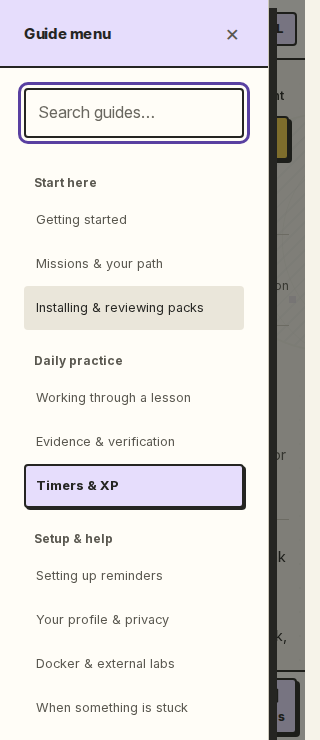 Guide menu ✕
Search guides…
Start here
Getting started
Missions & your path
Installing & reviewing packs
Daily practice
Working through a lesson
Evidence & verification
Timers & XP
Setup & help
Setting up reminders
Your profile & privacy
Docker & external labs
When something is stuck